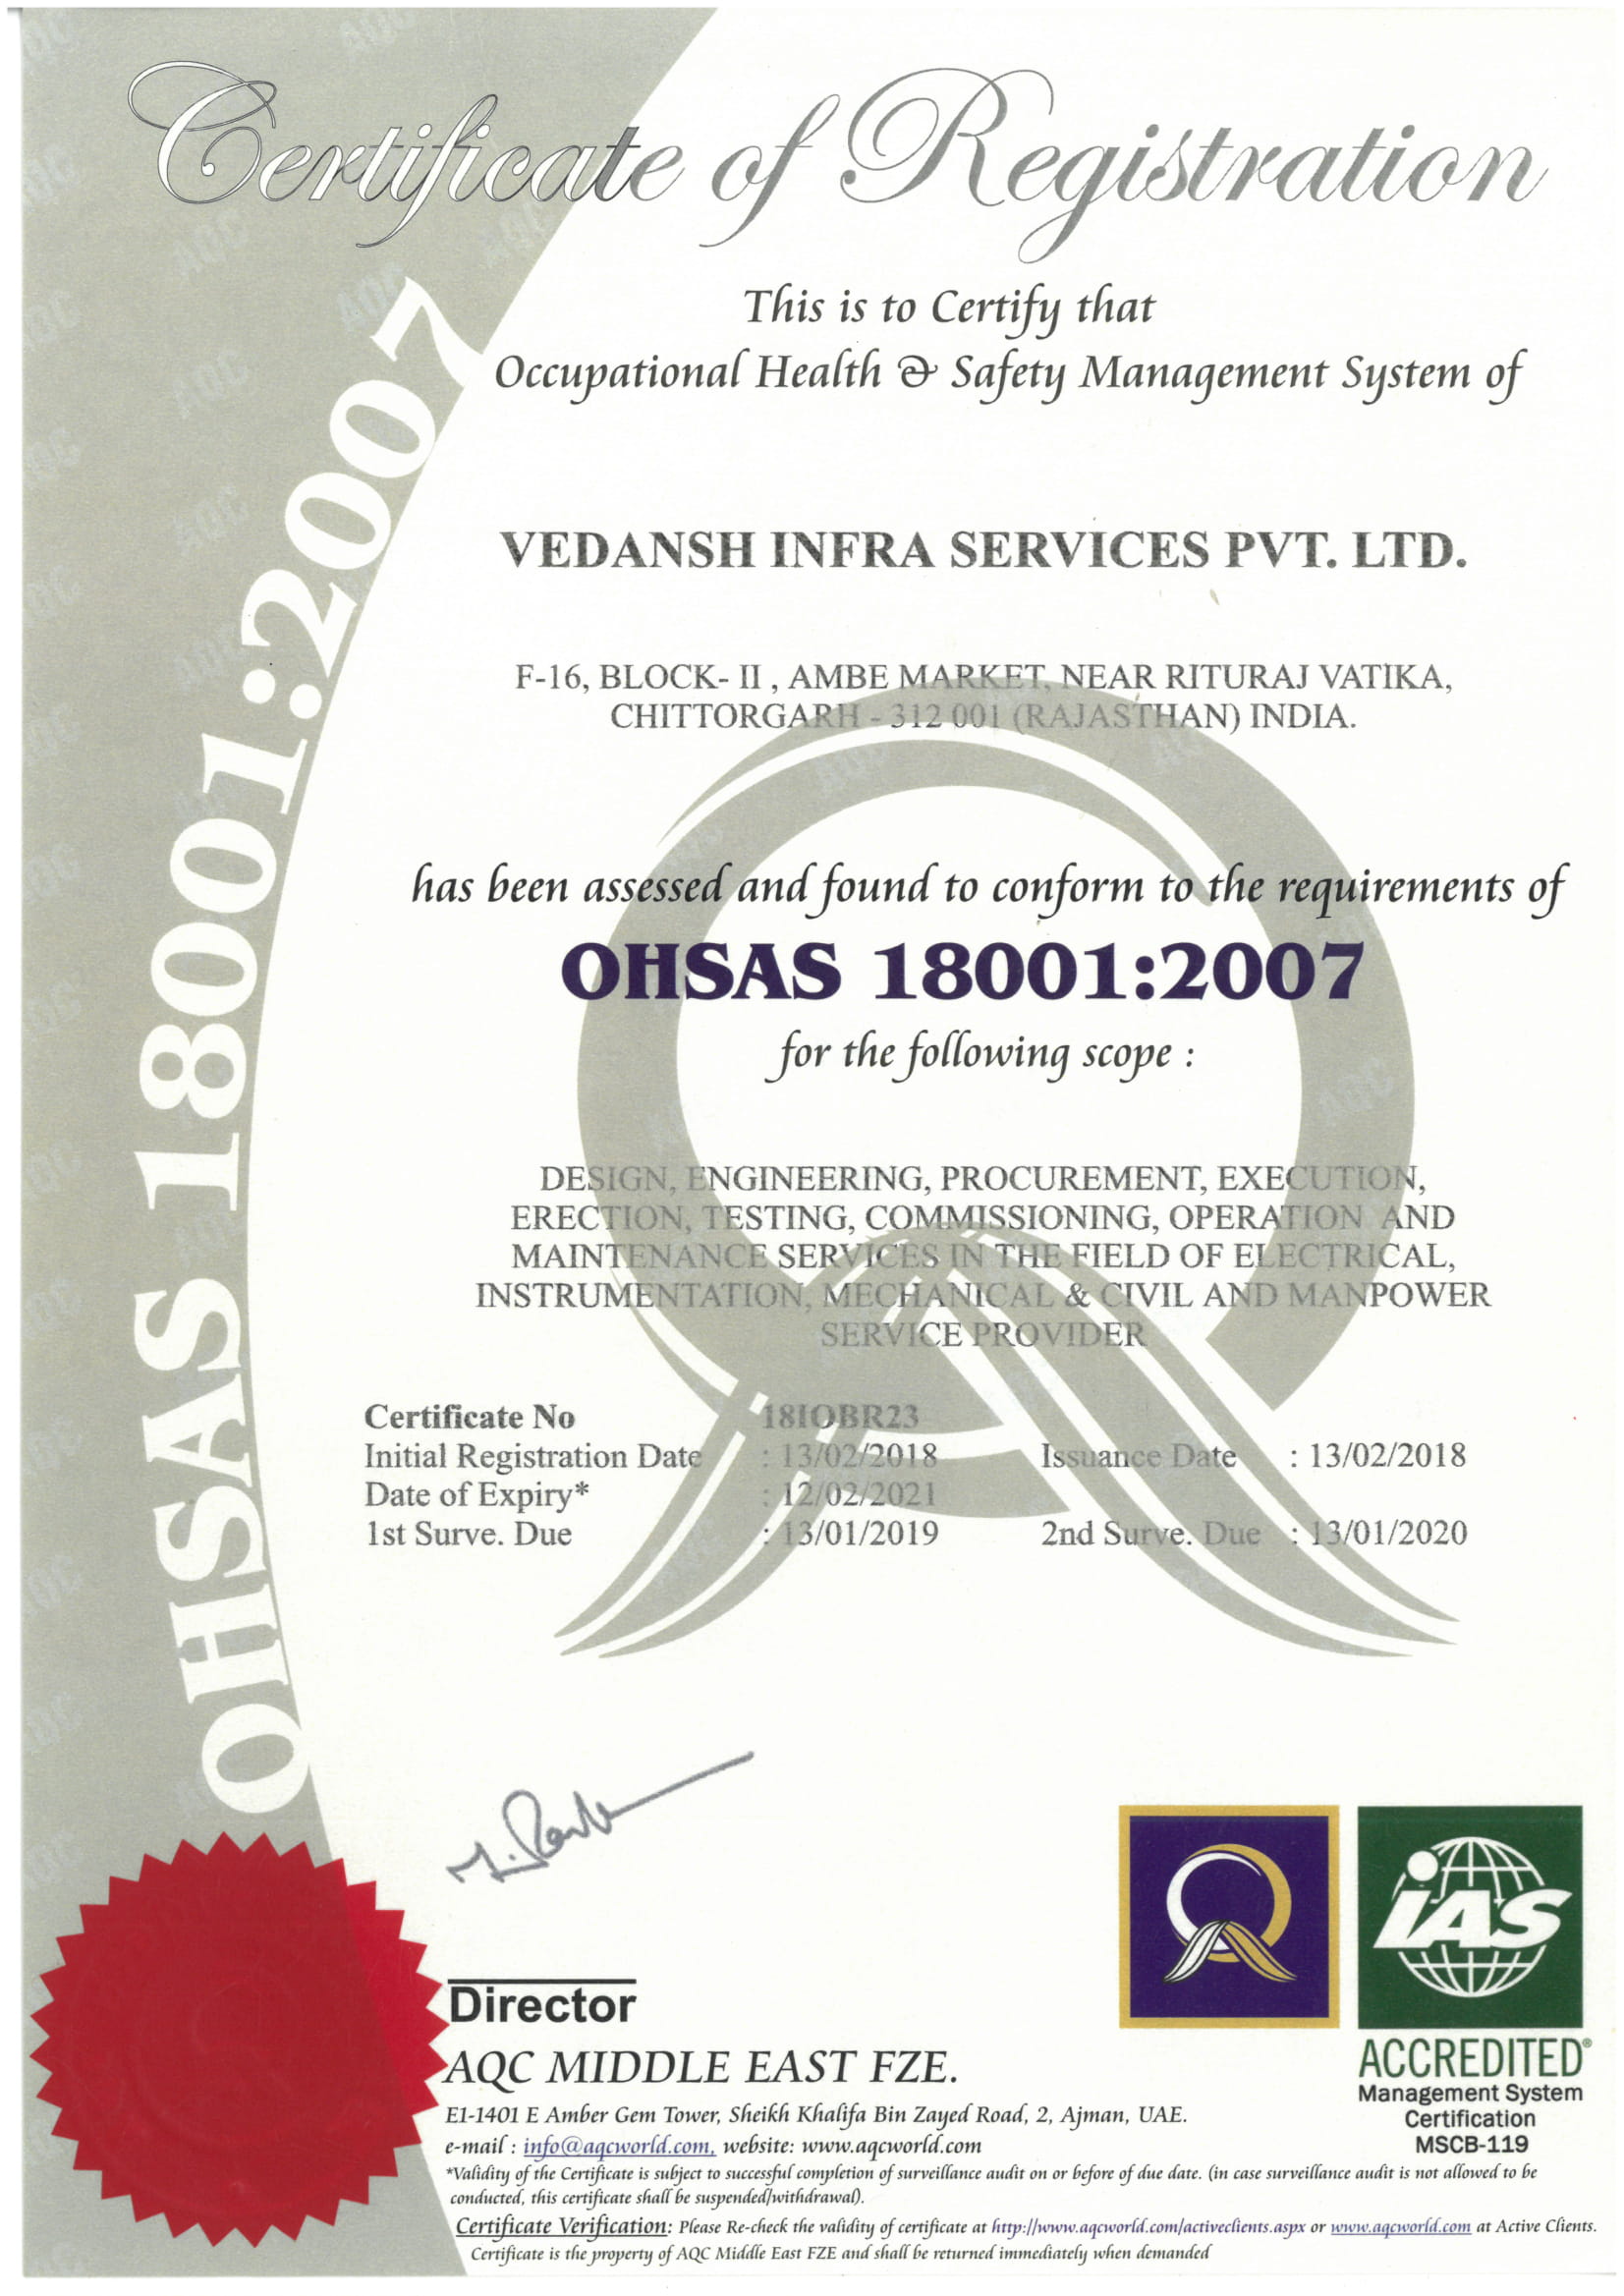 Certificate of Registration
This is to Certify that
Occupational Health & Safety Management System of
VEDANSH INFRA SERVICES PVT. LTD.
F-16, BLOCK- II , AMBE MARKET, NEAR RITURAJ VATIKA,
CHITTORGARH - 312 001 (RAJASTHAN) INDIA.
has been assessed and found to conform to the requirements of
OHSAS 18001:2007
for the following scope :
DESIGN, ENGINEERING, PROCUREMENT, EXECUTION,
ERECTION, TESTING, COMMISSIONING, OPERATION AND
MAINTENANCE SERVICES IN THE FIELD OF ELECTRICAL,
INSTRUMENTATION, MECHANICAL & CIVIL AND MANPOWER
SERVICE PROVIDER
Certificate No 18IOBR23
Initial Registration Date : 13/02/2018 Issuance Date : 13/02/2018
Date of Expiry* : 12/02/2021
1st Surve. Due : 13/01/2019 2nd Surve. Due : 13/01/2020
OHSAS 18001:2007
Director
AQC MIDDLE EAST FZE.
E1-1401 E Amber Gem Tower, Sheikh Khalifa Bin Zayed Road, 2, Ajman, UAE.
e-mail : info@aqcworld.com, website: www.aqcworld.com
*Validity of the Certificate is subject to successful completion of surveillance audit on or before of due date. (in case surveillance audit is not allowed to be
conducted, this certificate shall be suspended/withdrawal).
Certificate Verification: Please Re-check the validity of certificate at http://www.aqcworld.com/activeclients.aspx or www.aqcworld.com at Active Clients.
Certificate is the property of AQC Middle East FZE and shall be returned immediately when demanded
IAS
ACCREDITED®
Management System
Certification
MSCB-119